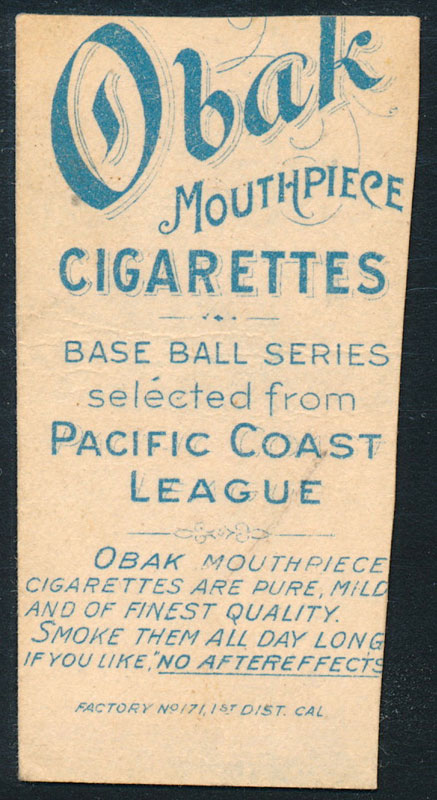 Obak
MOUTHPIECE
CIGARETTES
BASE BALL SERIES
selected from
PACIFIC COAST
LEAGUE
OBAK MOUTHPIECE
CIGARETTES ARE PURE, MILD
AND OF FINEST QUALITY.
SMOKE THEM ALL DAY LONG
IF YOU LIKE, "NO AFTEREFFECTS
FACTORY No 171, 1ST DIST. CAL